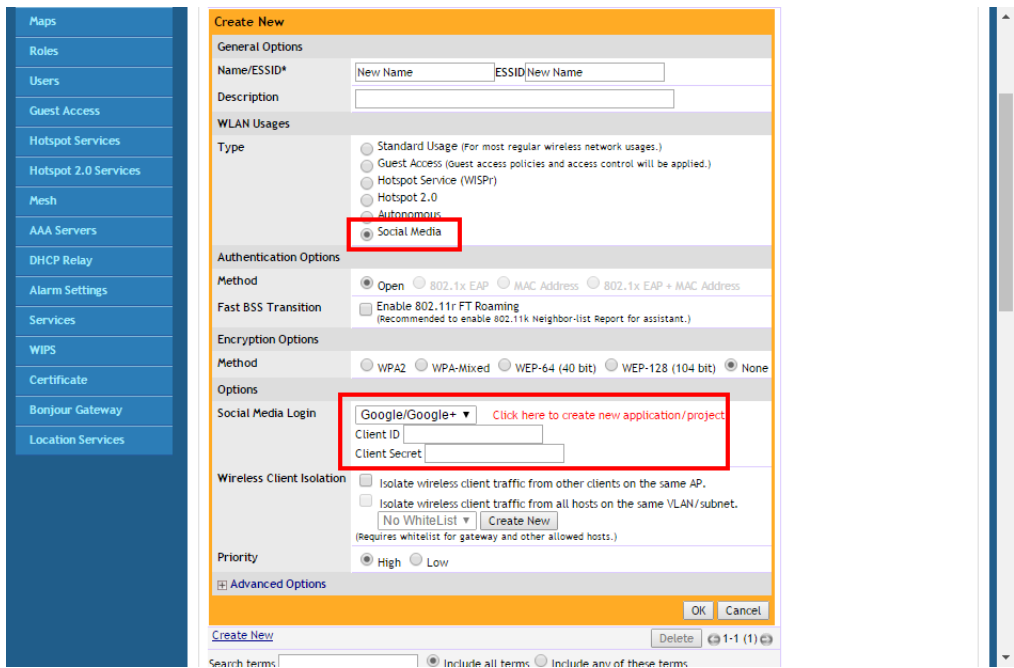 Maps
Roles
Users
Guest Access
Hotspot Services
Hotspot 2.0 Services
Mesh
AAA Servers
DHCP Relay
Alarm Settings
Services
WIPS
Certificate
Bonjour Gateway
Location Services
Create New
General Options
Name/ESSID* New Name ESSID New Name
Description
WLAN Usages
Type Standard Usage (For most regular wireless network usages.)
Guest Access (Guest access policies and access control will be applied.)
Hotspot Service (WISPr)
Hotspot 2.0
Autonomous
Social Media
Authentication Options
Method Open 802.1x EAP MAC Address 802.1x EAP + MAC Address
Fast BSS Transition Enable 802.11r FT Roaming
(Recommended to enable 802.11k Neighbor-list Report for assistant.)
Encryption Options
Method WPA2 WPA-Mixed WEP-64 (40 bit) WEP-128 (104 bit) None
Options
Social Media Login Google/Google+ Click here to create new application/project
Client ID
Client Secret
Wireless Client Isolation Isolate wireless client traffic from other clients on the same AP.
Isolate wireless client traffic from all hosts on the same VLAN/subnet.
No WhiteList Create New
(Requires whitelist for gateway and other allowed hosts.)
Priority High Low
Advanced Options
OK Cancel
Create New Delete 1-1 (1)
Search terms Include all terms Include any of these terms